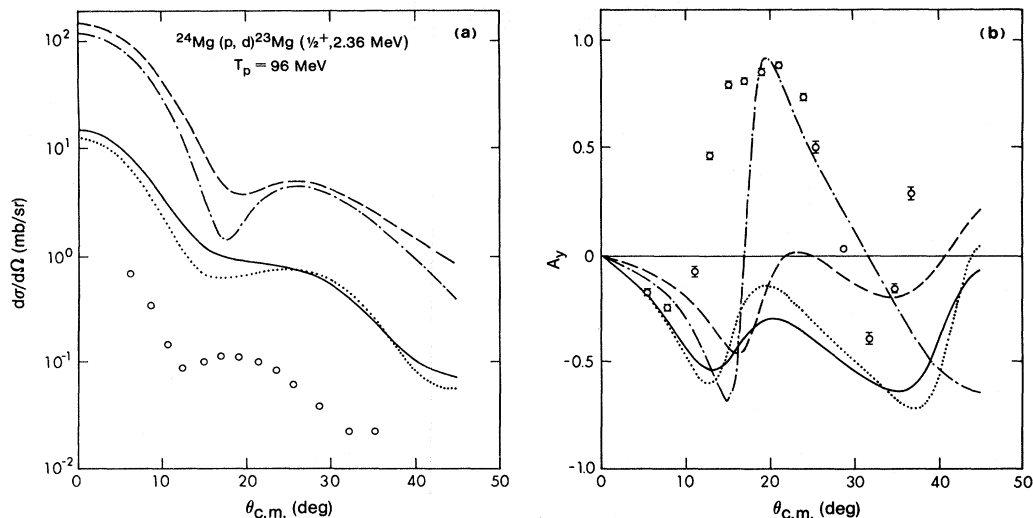 (a)
²⁴Mg (p, d)²³Mg (½⁺,2.36 MeV)
Tp = 96 MeV
dσ/dΩ (mb/sr)
10²
10¹
10⁰
10⁻¹
10⁻²
0 10 20 30 40 50
θC.m. (deg)
(b)
Ay
1.0
0.5
0
-0.5
-1.0
0 10 20 30 40 50
θC.m. (deg)